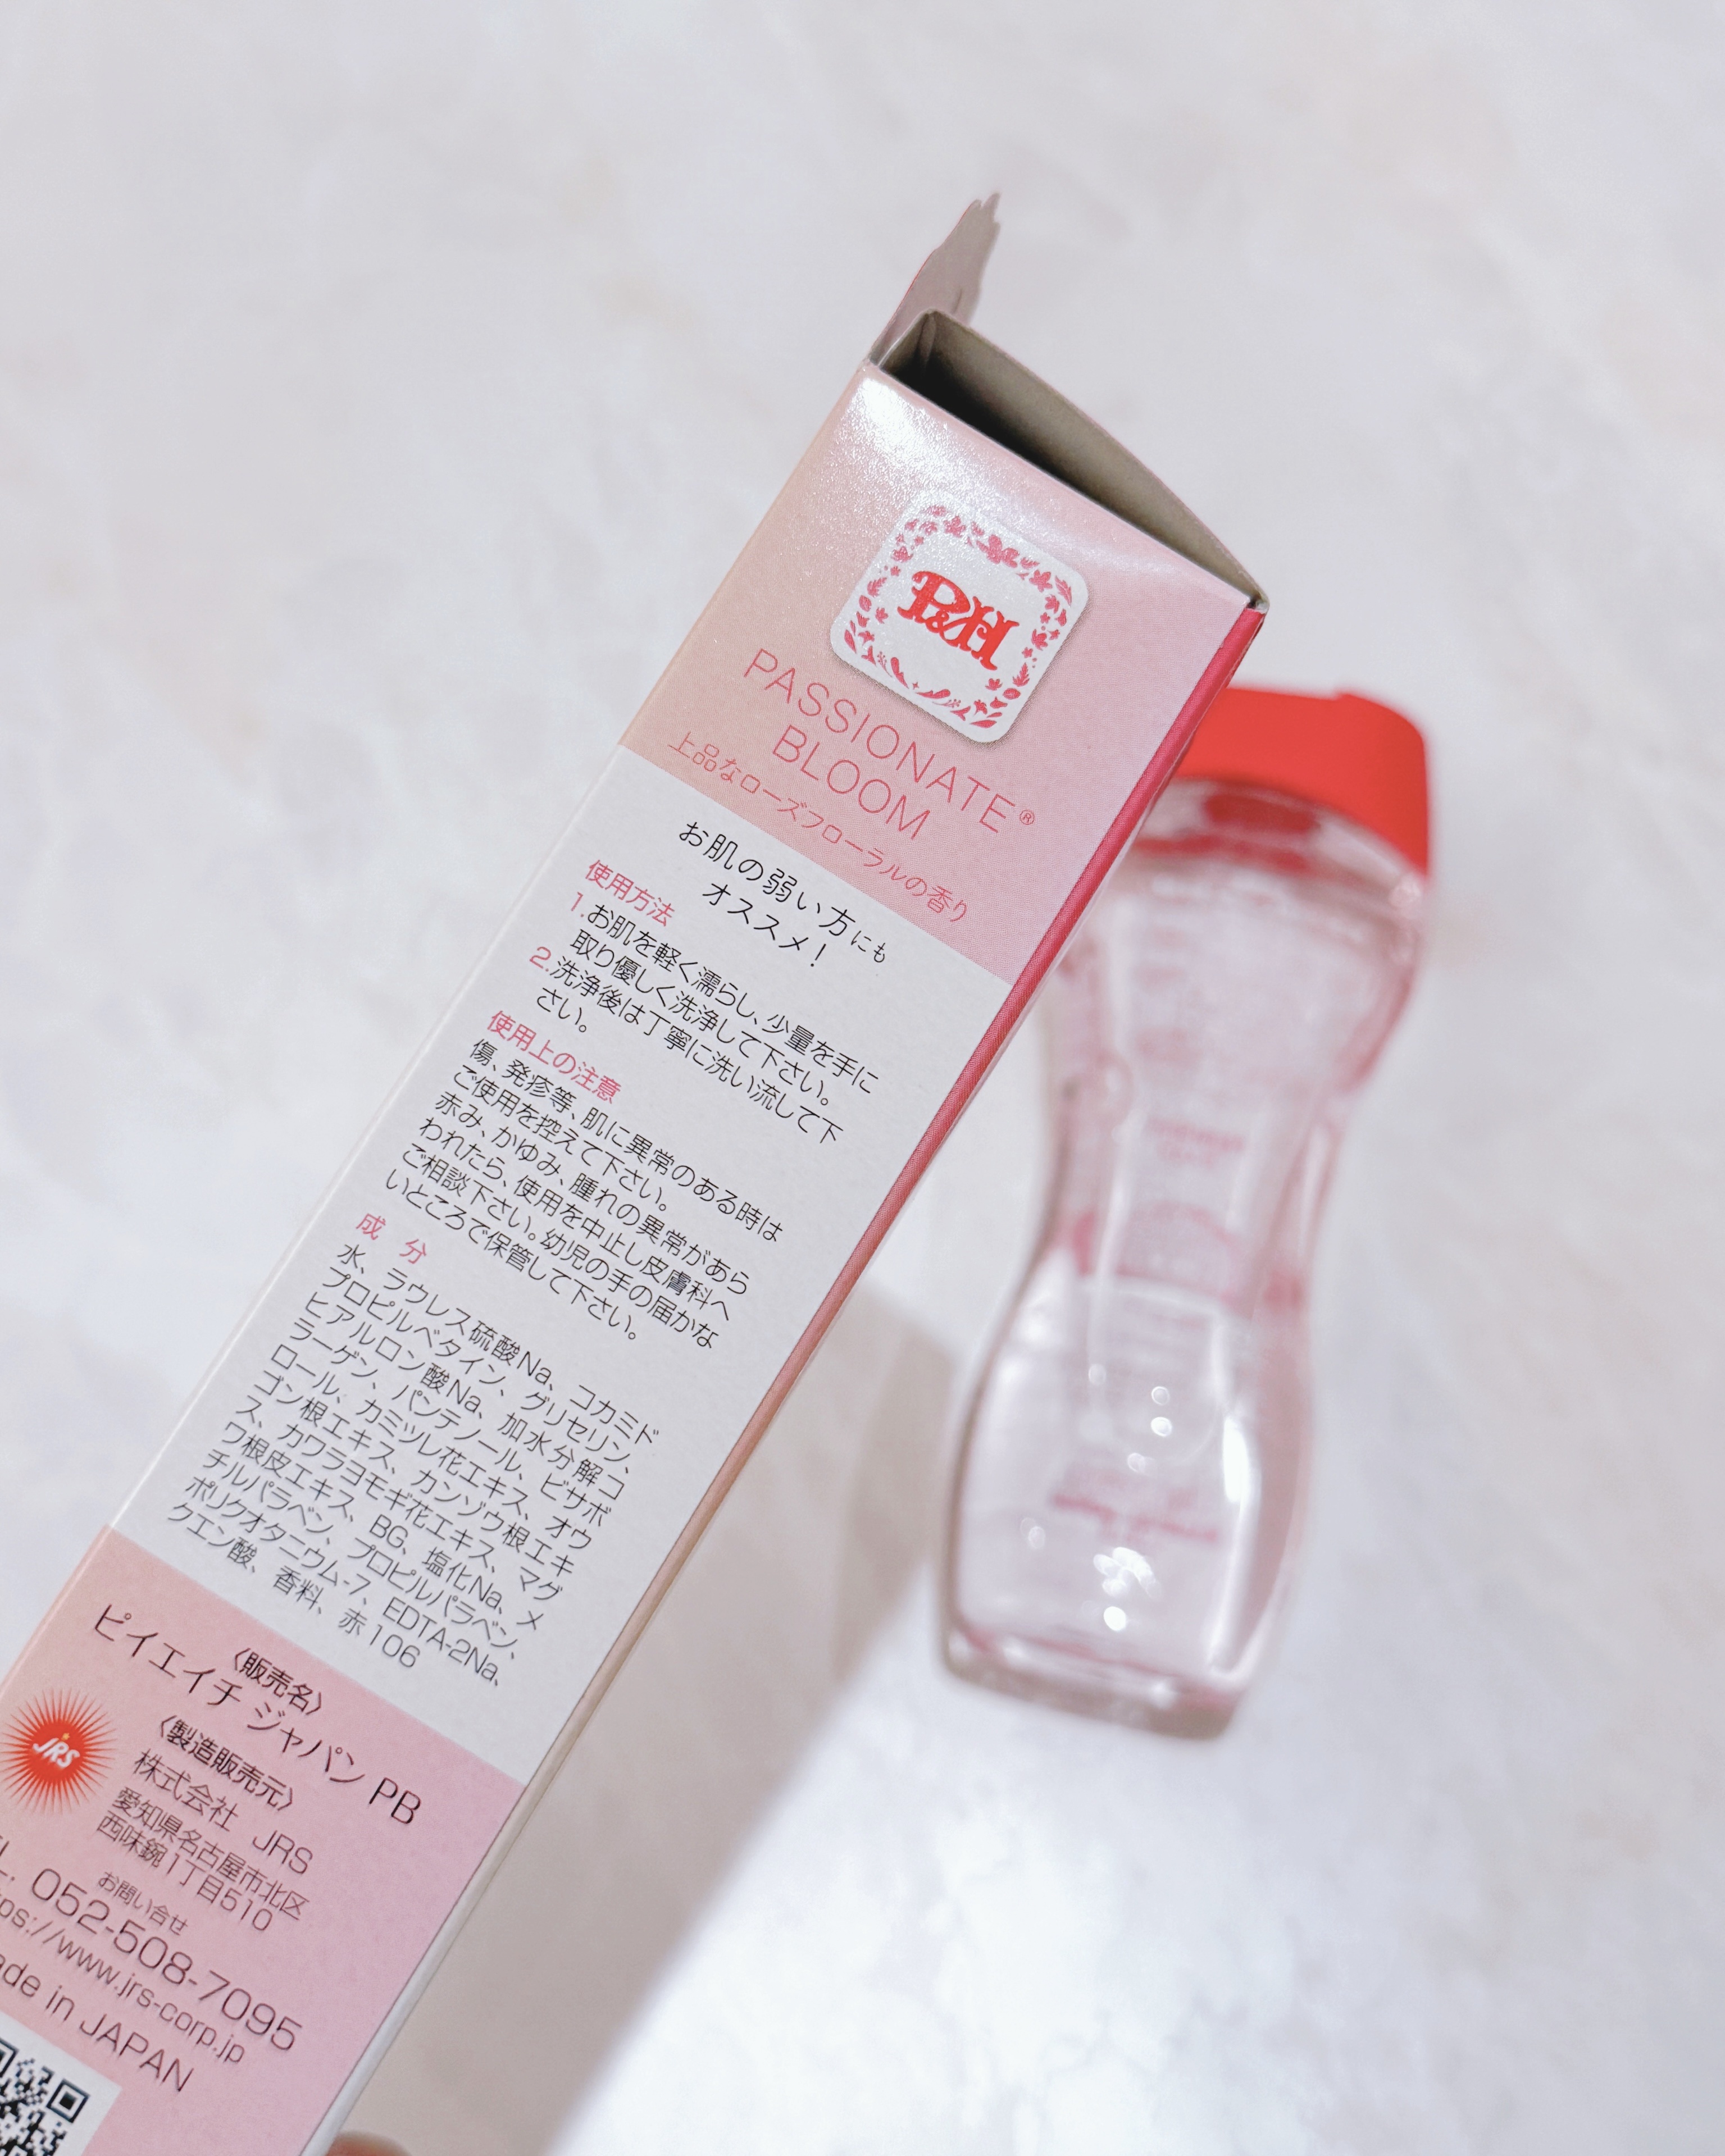 P&H
PASSIONATE®
BLOOM
上品なローズフローラルの香り
お肌の弱い方にも
オススメ!
使用方法
1.お肌を軽く濡らし、少量を手に
取り優しく洗浄して下さい。
2.洗浄後は丁寧に洗い流して下
さい。
使用上の注意
傷、発疹等、肌に異常のある時は
ご使用を控えて下さい。
赤み、かゆみ、腫れの異常があら
われたら、使用を中止し皮膚科へ
ご相談下さい。幼児の手の届かな
いところで保管して下さい。
成 分
水、ラウレス硫酸Na、コカミド
プロピルベタイン、グリセリン、
ヒアルロン酸Na、加水分解コ
ラーゲン、パンテノール、ビサボ
ロール、カミツレ花エキス、オウ
ゴン根エキス、カンゾウ根エキ
ス、カワラヨモギ花エキス、マグ
ワ根皮エキス、BG、塩化Na、メ
チルパラベン、プロピルパラベン、
ポリクオタニウム-7、EDTA-2Na、
クエン酸、香料、赤106
〈販売名〉
ピイエイチ ジャパン PB
〈製造販売元〉
JRS
株式会社 JRS
愛知県名古屋市北区
西味鋺1丁目510
お問い合せ
052-508-7095
://www.jrs-corp.jp
in JAPAN